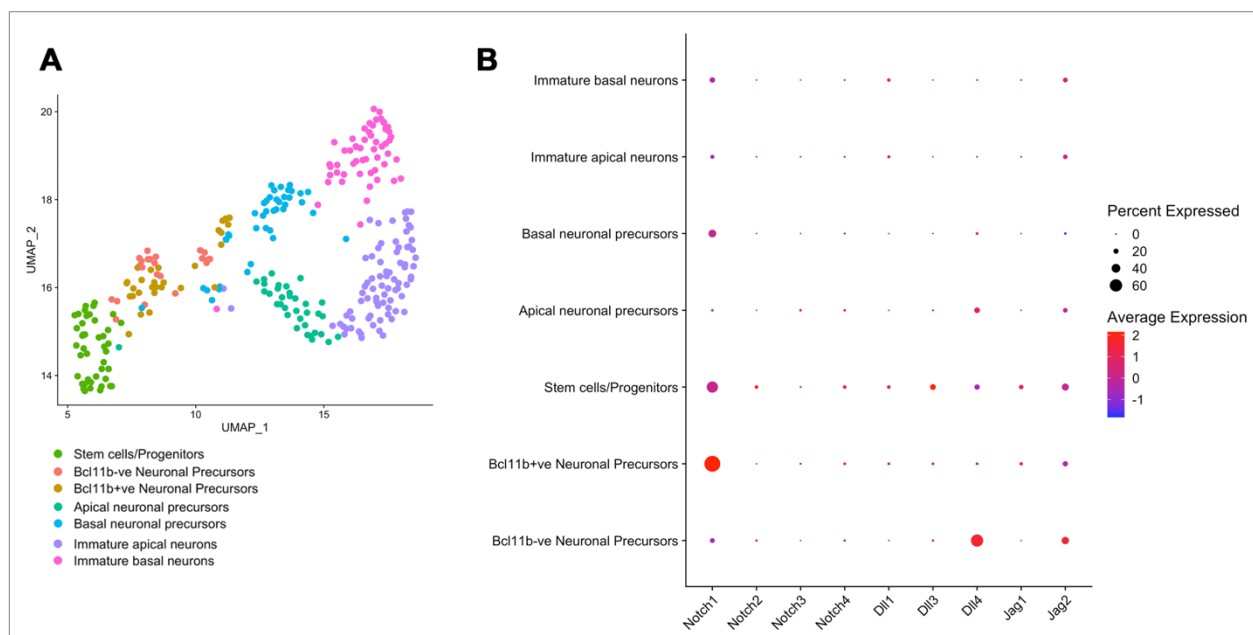 A
20
18
16
14
UMAP_2
5
10
15
UMAP_1
Stem cells/Progenitors
Bcl11b-ve Neuronal Precursors
Bcl11b+ve Neuronal Precursors
Apical neuronal precursors
Basal neuronal precursors
Immature apical neurons
Immature basal neurons
B
Immature basal neurons
Immature apical neurons
Basal neuronal precursors
Apical neuronal precursors
Stem cells/Progenitors
Bcl11b+ve Neuronal Precursors
Bcl11b-ve Neuronal Precursors
Notch1
Notch2
Notch3
Notch4
Dll1
Dll3
Dll4
Jag1
Jag2
Percent Expressed
0
20
40
60
Average Expression
2
1
0
-1